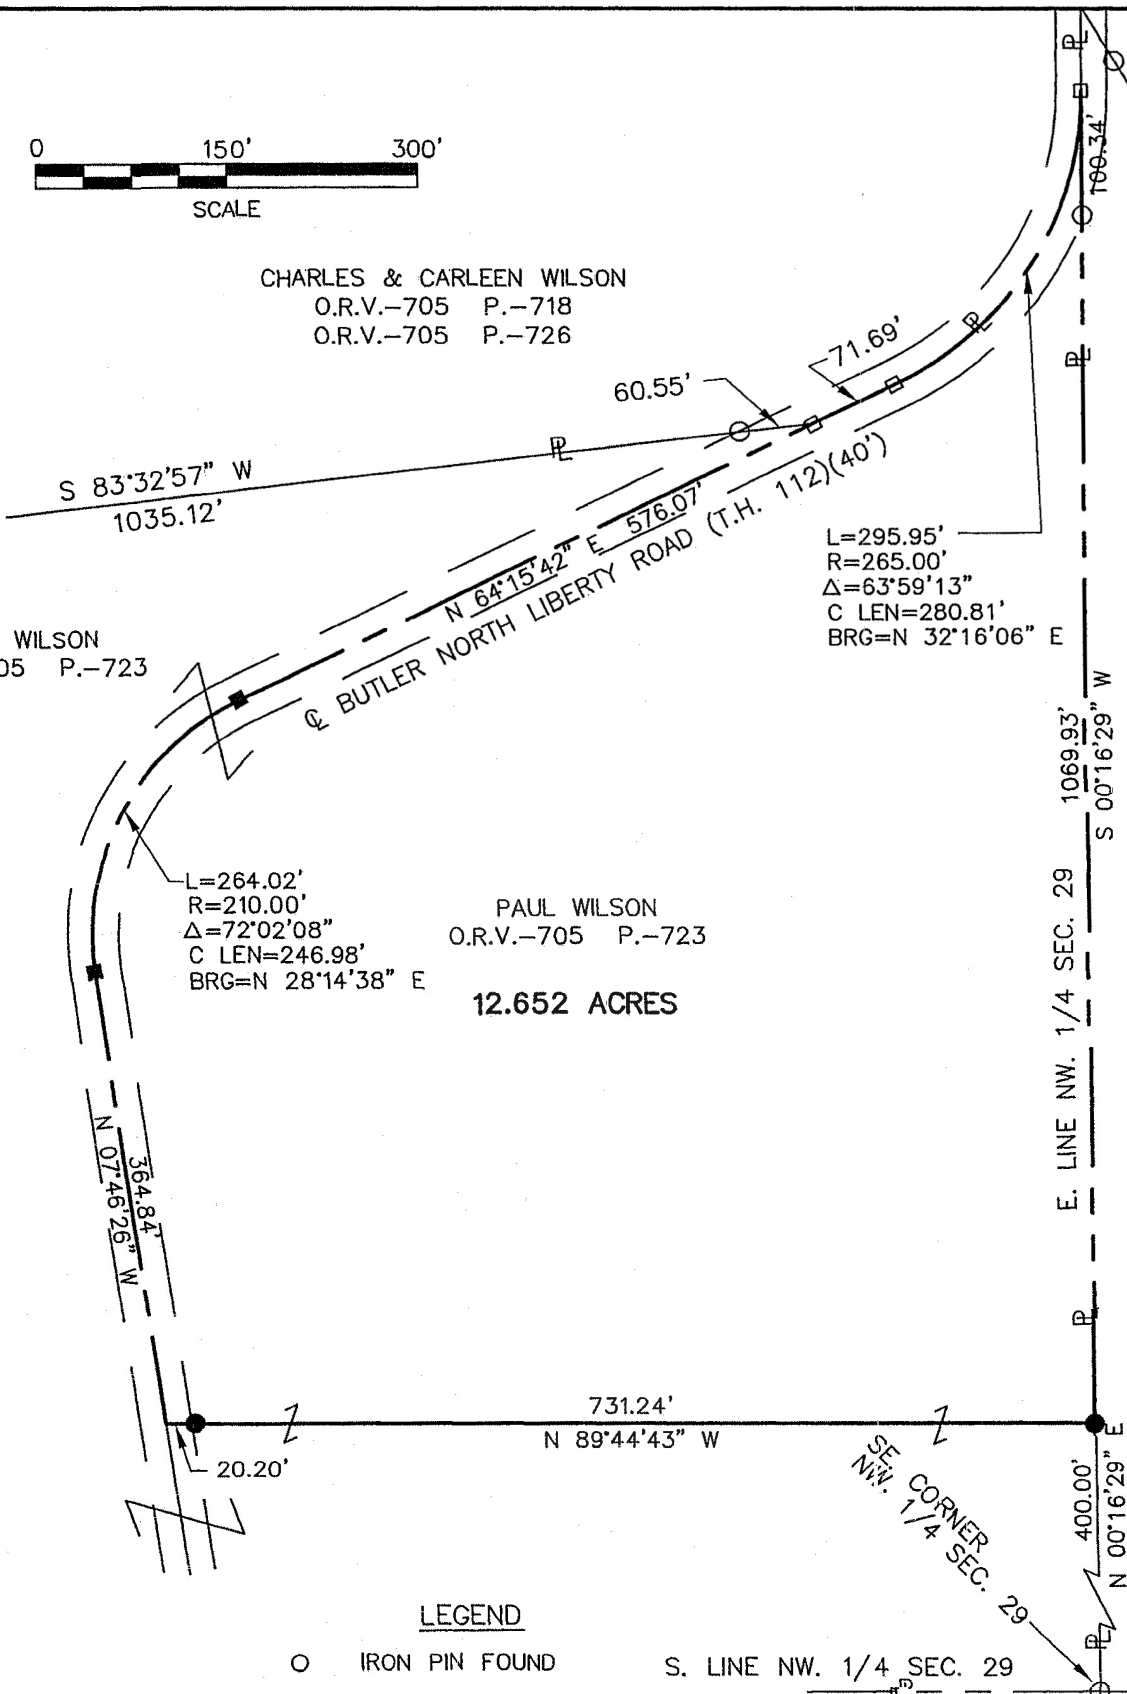 0 150' 300'
SCALE
100.34'
CHARLES & CARLEEN WILSON
O.R.V.-705 P.-718
O.R.V.-705 P.-726
71.69'
60.55'
S 83°32'57" W
1035.12'
N 64°15'42" E 576.07'
℄ BUTLER NORTH LIBERTY ROAD (T.H. 112)(40')
L=295.95'
R=265.00'
Δ=63°59'13"
C LEN=280.81'
BRG=N 32°16'06" E
WILSON
05 P.-723
1069.93'
S 00°16'29" W
E. LINE NW. 1/4 SEC. 29
L=264.02'
R=210.00'
Δ=72°02'08"
C LEN=246.98'
BRG=N 28°14'38" E
PAUL WILSON
O.R.V.-705 P.-723
12.652 ACRES
N 07°46'26" W
364.84'
731.24'
N 89°44'43" W
20.20'
SE. CORNER
NW. 1/4 SEC. 29
400.00'
N 00°16'29" E
LEGEND
IRON PIN FOUND
S. LINE NW. 1/4 SEC. 29